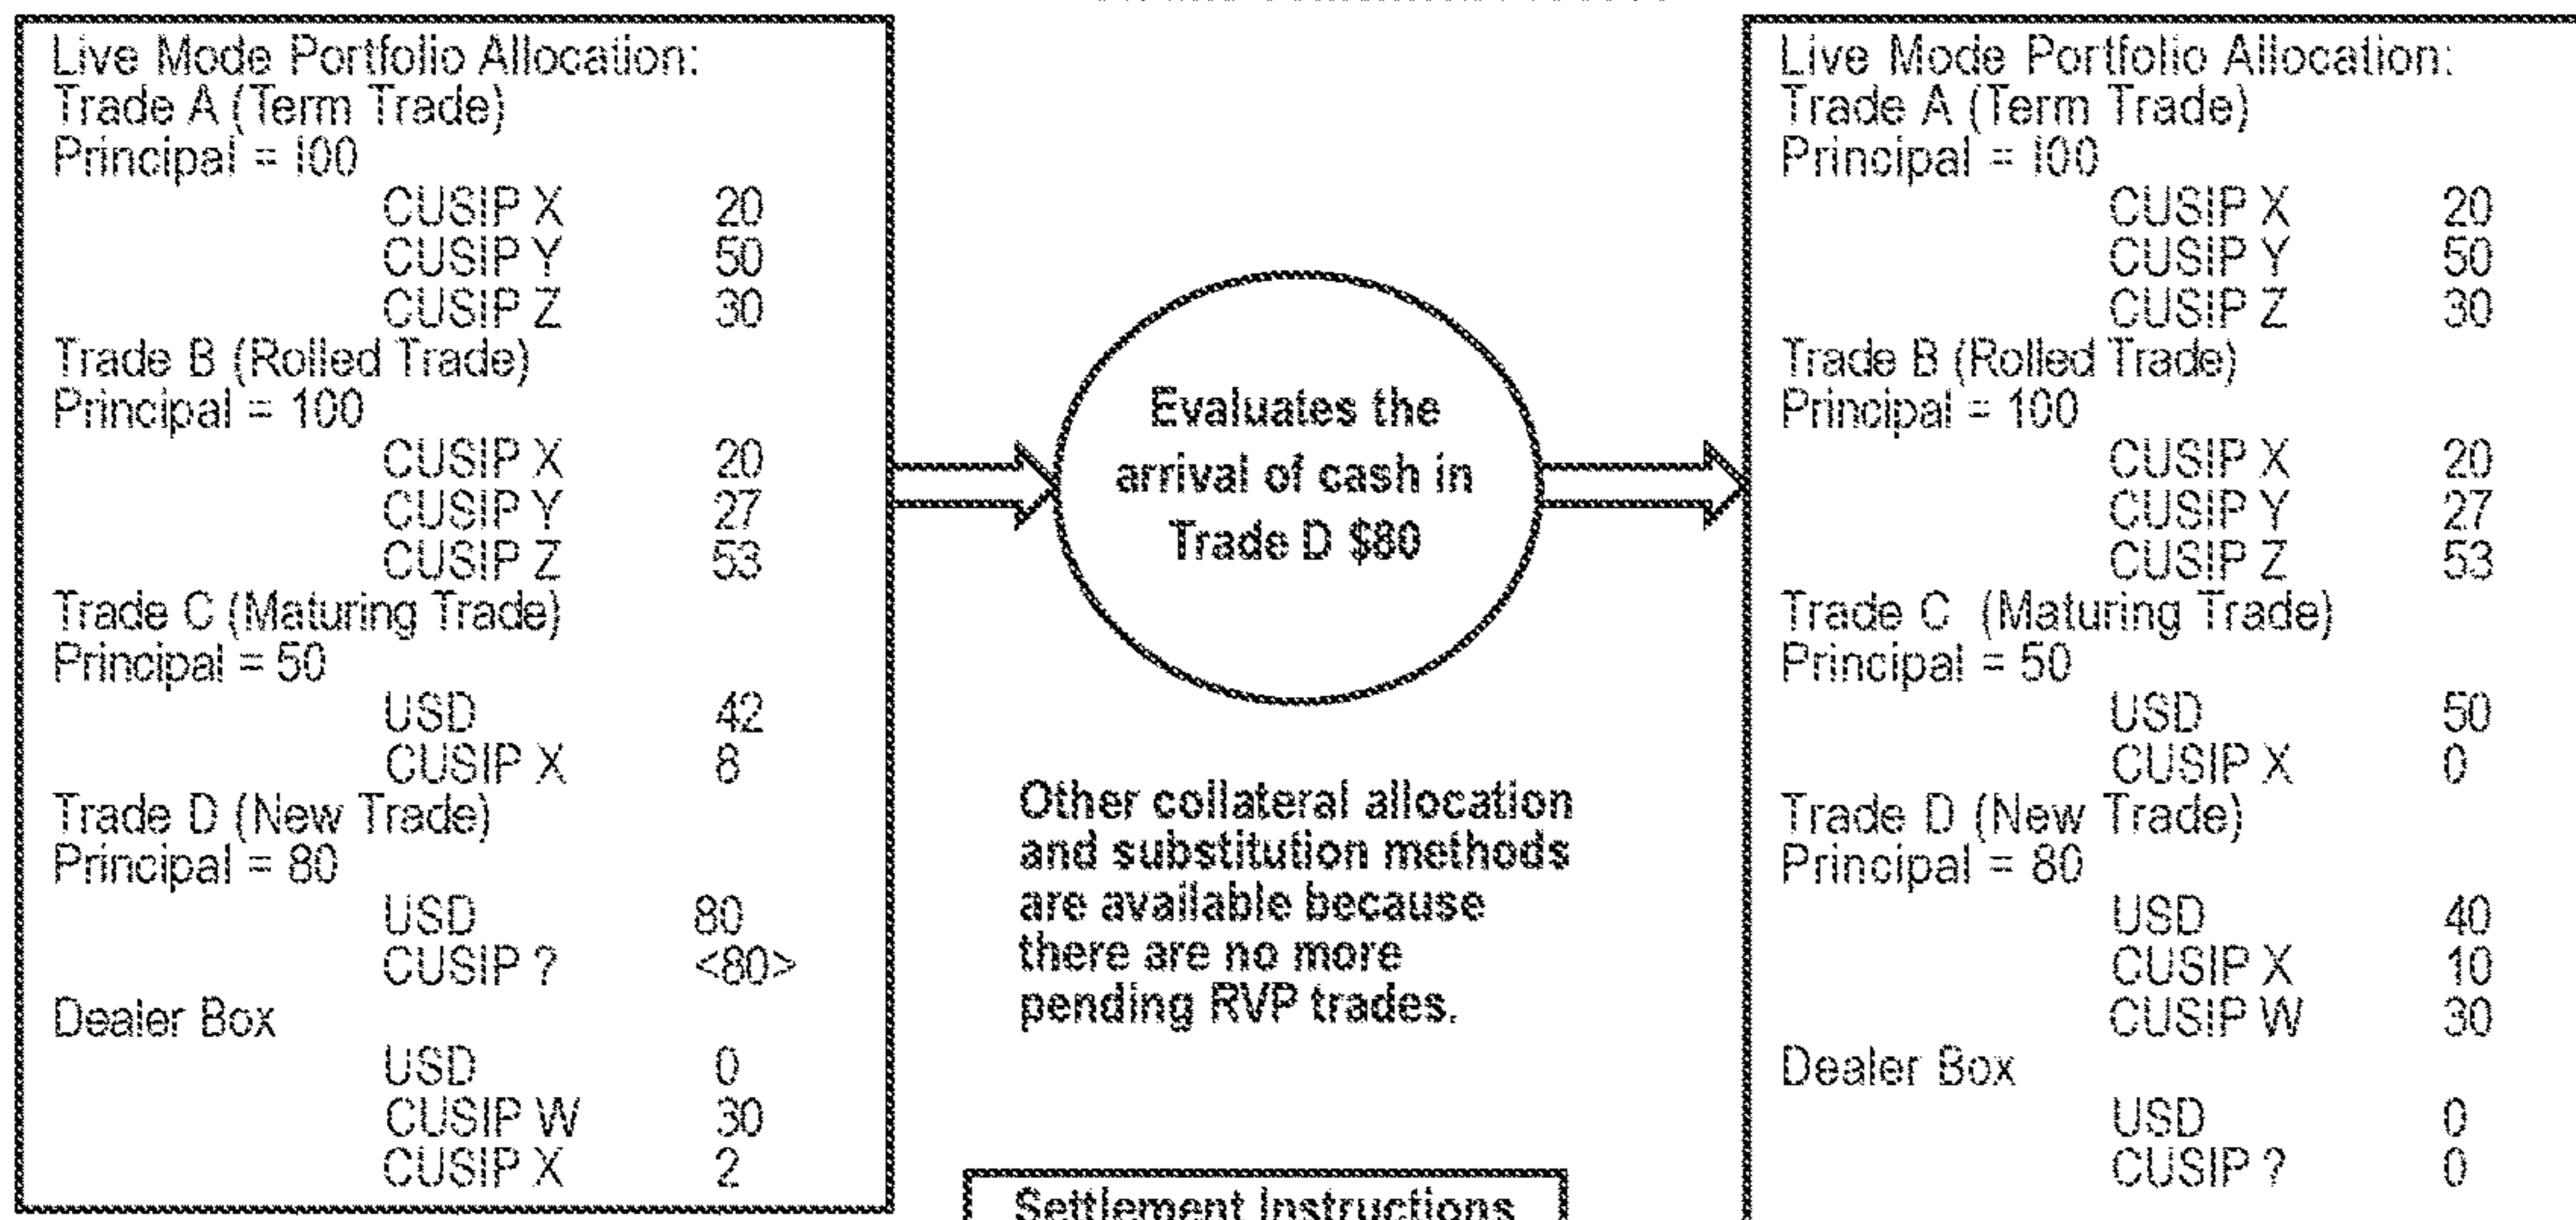 Live Mode Portfolio Allocation:
Trade A (Term Trade)
Principal = I00
CUSIP X 20
CUSIP Y 50
CUSIP Z 30
Trade B (Rolled Trade)
Principal = 100
CUSIP X 20
CUSIP Y 27
CUSIP Z 53
Trade C (Maturing Trade)
Principal = 50
USD 42
CUSIP X 8
Trade D (New Trade)
Principal = 80
USD 80
CUSIP ? <80>
Dealer Box
USD 0
CUSIP W 30
CUSIP X 2
Evaluates the
arrival of cash in
Trade D $80
Other collateral allocation
and substitution methods
are available because
there are no more
pending RVP trades.
Settlement Instructions
Live Mode Portfolio Allocation:
Trade A (Term Trade)
Principal = I00
CUSIP X 20
CUSIP Y 50
CUSIP Z 30
Trade B (Rolled Trade)
Principal = 100
CUSIP X 20
CUSIP Y 27
CUSIP Z 53
Trade C (Maturing Trade)
Principal = 50
USD 50
CUSIP X 0
Trade D (New Trade)
Principal = 80
USD 40
CUSIP X 10
CUSIP W 30
Dealer Box
USD 0
CUSIP ? 0